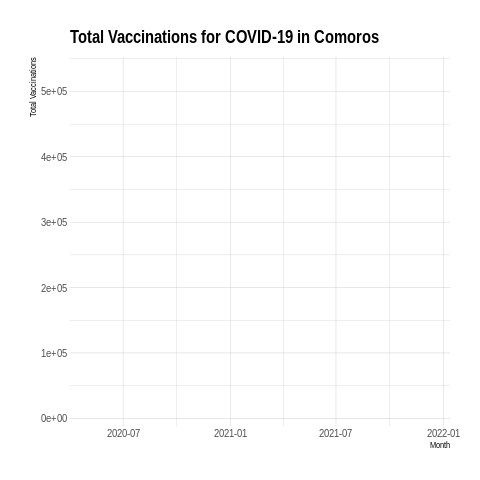 Total Vaccinations for COVID-19 in Comoros
Total Vaccinations
5e+05
4e+05
3e+05
2e+05
1e+05
0e+00
2020-07 2021-01 2021-07 2022-01
Month